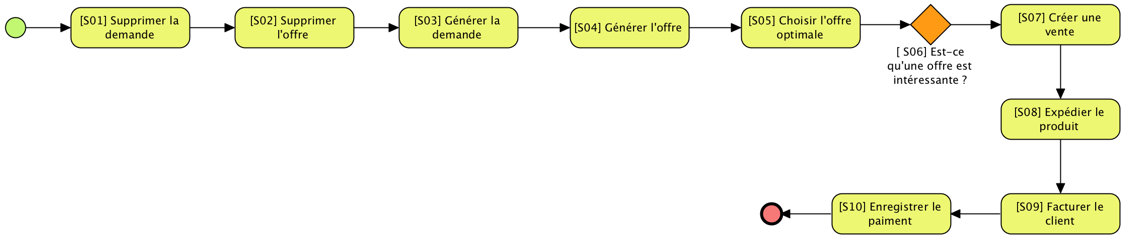 [S01] Supprimer la
demande
[S02] Supprimer
l'offre
[S03] Générer la
demande
[S04] Générer l'offre
[S05] Choisir l'offre
optimale
[ S06] Est-ce
qu'une offre est
intéressante ?
[S07] Créer une
vente
[S08] Expédier le
produit
[S09] Facturer le
client
[S10] Enregistrer le
paiment